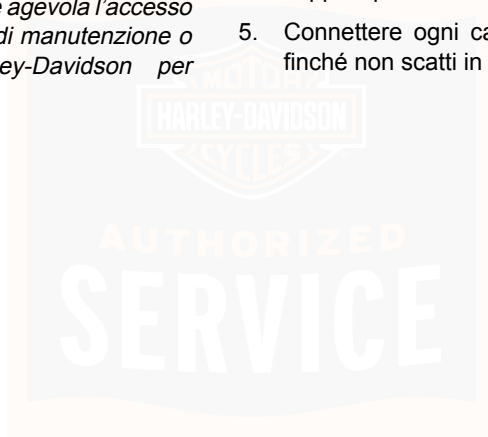 e agevola l'accesso
di manutenzione o
ley-Davidson per
5. Connettere ogni ca
finché non scatti in
MOTOR
HARLEY-DAVIDSON
CYCLES
AUTHORIZED
SERVICE